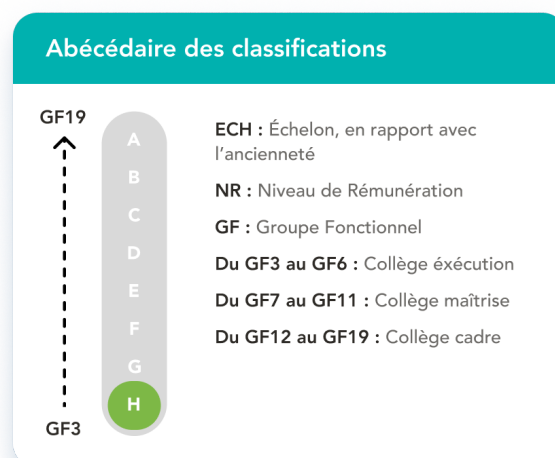 Abécédaire des classifications
GF19
A
B
C
D
E
F
G
H
GF3
ECH : Échelon, en rapport avec
l’ancienneté
NR : Niveau de Rémunération
GF : Groupe Fonctionnel
Du GF3 au GF6 : Collège éxécution
Du GF7 au GF11 : Collège maîtrise
Du GF12 au GF19 : Collège cadre